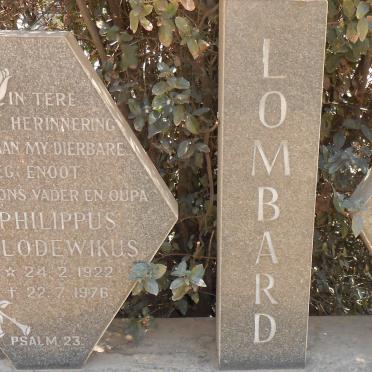 IN TERE
HERINNERING
AAN MY DIERBARE
EGGENOOT
ONS VADER EN OUPA
PHILIPPUS
LODEWIKUS
☆ 24.2.1922
† 22.7.1976
PSALM 23.
LOMBARD